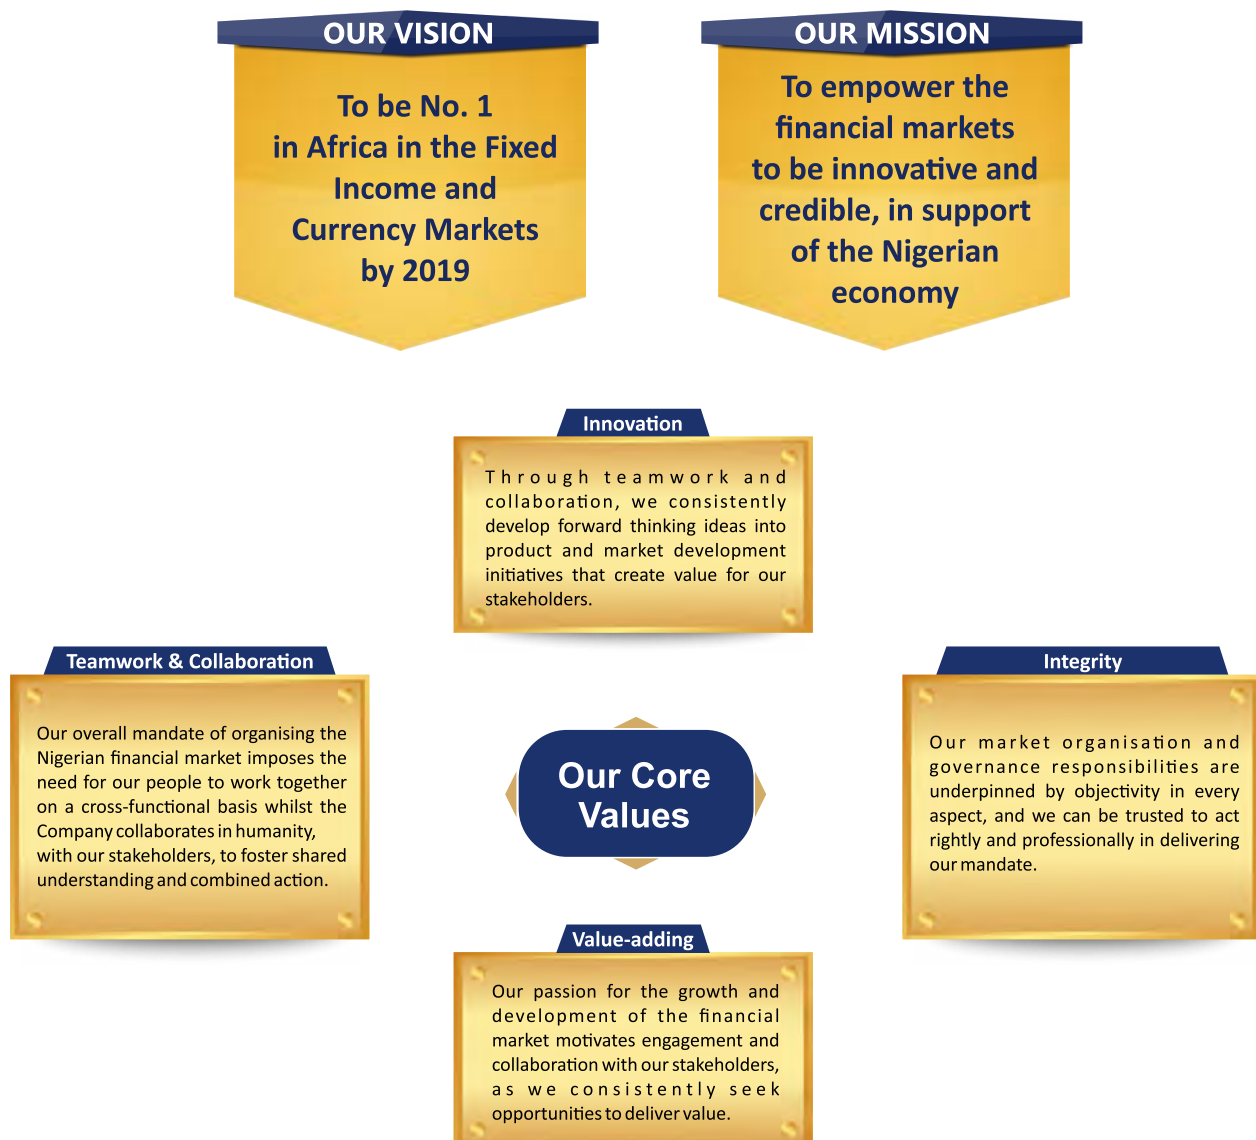 OUR VISION
To be No. 1
in Africa in the Fixed
Income and
Currency Markets
by 2019
OUR MISSION
To empower the
financial markets
to be innovative and
credible, in support
of the Nigerian
economy
Innovation
Through teamwork and
collaboration, we consistently
develop forward thinking ideas into
product and market development
initiatives that create value for our
stakeholders.
Teamwork & Collaboration
Our overall mandate of organising the
Nigerian financial market imposes the
need for our people to work together
on a cross-functional basis whilst the
Company collaborates in humanity,
with our stakeholders, to foster shared
understanding and combined action.
Our Core
Values
Integrity
Our market organisation and
governance responsibilities are
underpinned by objectivity in every
aspect, and we can be trusted to act
rightly and professionally in delivering
our mandate.
Value-adding
Our passion for the growth and
development of the financial
market motivates engagement and
collaboration with our stakeholders,
as we consistently seek
opportunities to deliver value.